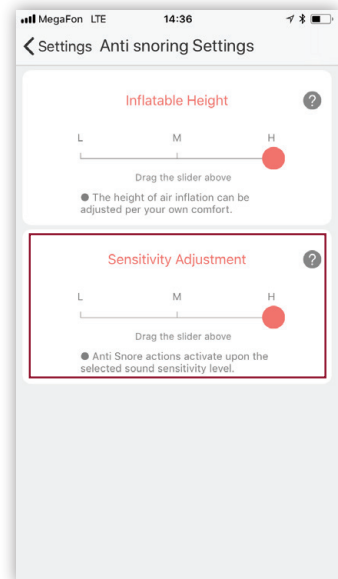 MegaFon LTE 14:36
Settings Anti snoring Settings
Inflatable Height ?
L M H
Drag the slider above
● The height of air inflation can be
adjusted per your own comfort.
Sensitivity Adjustment ?
L M H
Drag the slider above
● Anti Snore actions activate upon the
selected sound sensitivity level.